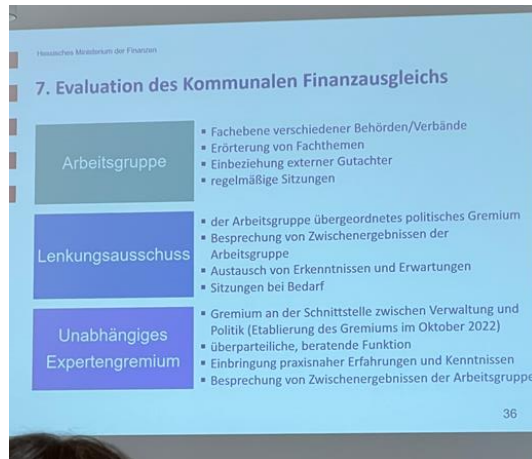 Hessisches Ministerium der Finanzen
7. Evaluation des Kommunalen Finanzausgleichs
Arbeitsgruppe
▪ Fachebene verschiedener Behörden/Verbände
▪ Erörterung von Fachthemen
▪ Einbeziehung externer Gutachter
▪ regelmäßige Sitzungen
Lenkungsausschuss
▪ der Arbeitsgruppe übergeordnetes politisches Gremium
▪ Besprechung von Zwischenergebnissen der
Arbeitsgruppe
▪ Austausch von Erkenntnissen und Erwartungen
▪ Sitzungen bei Bedarf
Unabhängiges
Expertengremium
▪ Gremium an der Schnittstelle zwischen Verwaltung und
Politik (Etablierung des Gremiums im Oktober 2022)
▪ überparteiliche, beratende Funktion
▪ Einbringung praxisnaher Erfahrungen und Kenntnissen
▪ Besprechung von Zwischenergebnissen der Arbeitsgruppe
36